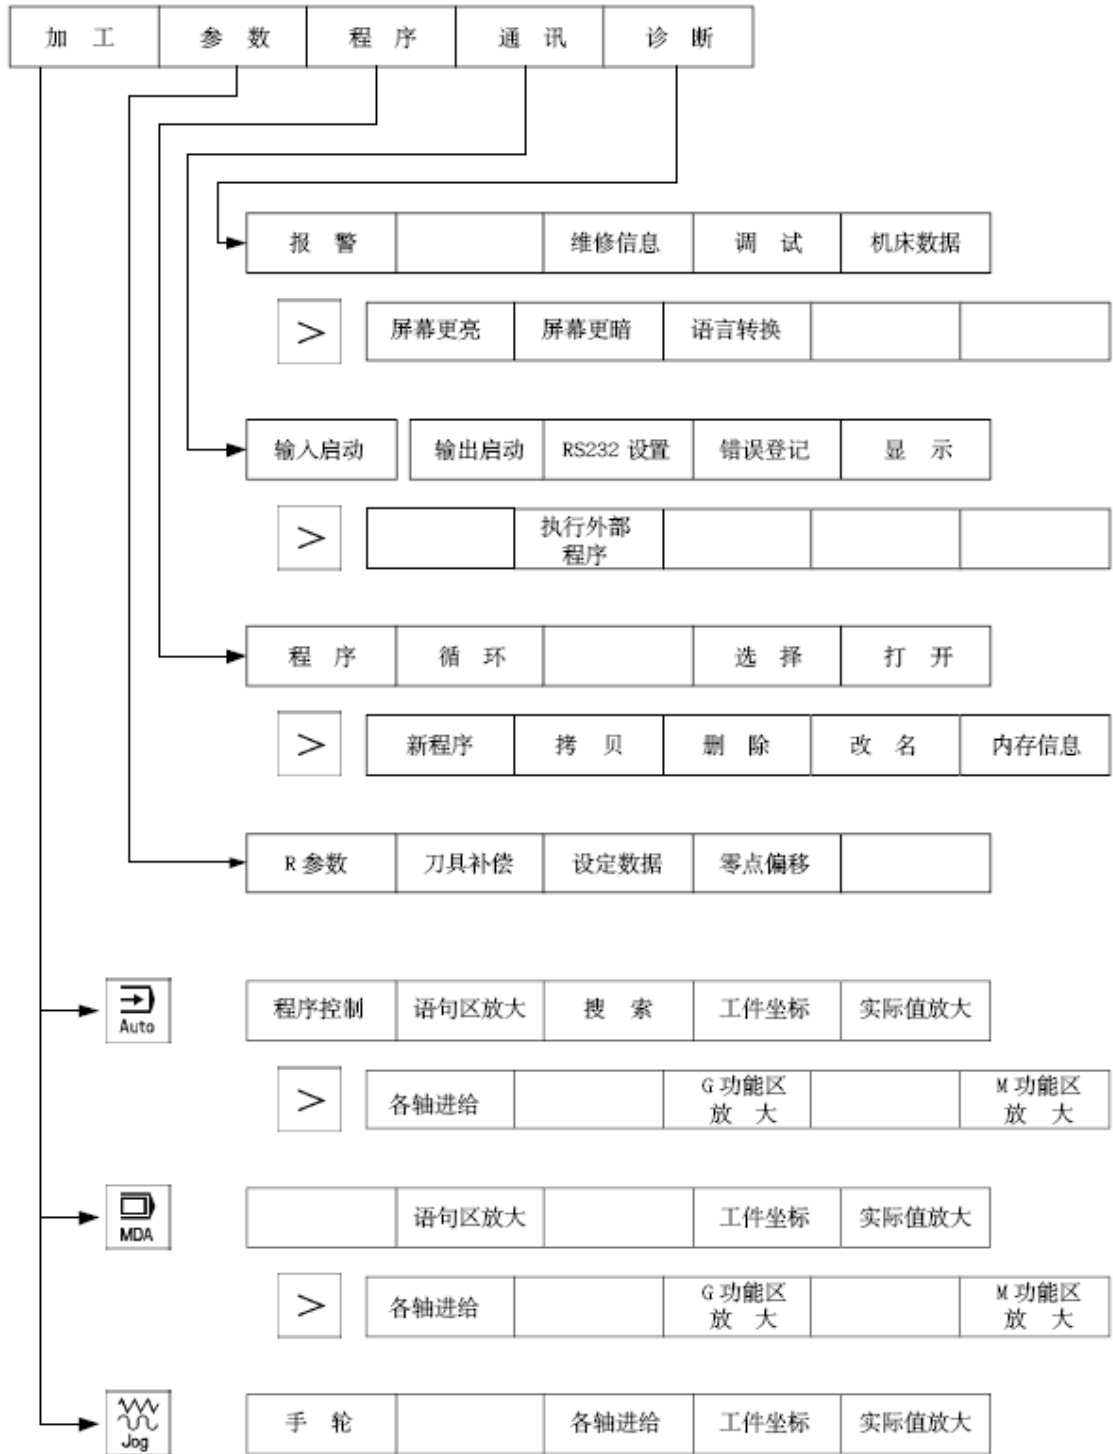 加 工 参 数 程 序 通 讯 诊 断
报 警 维修信息 调 试 机床数据
> 屏幕更亮 屏幕更暗 语言转换
输入启动 输出启动 RS232 设置 错误登记 显 示
> 执行外部
程序
程 序 循 环 选 择 打 开
> 新程序 拷 贝 删 除 改 名 内存信息
R 参数 刀具补偿 设定数据 零点偏移
Auto 程序控制 语句区放大 搜 索 工件坐标 实际值放大
> 各轴进给 G 功能区 M 功能区
放 大 放 大
MDA 语句区放大 工件坐标 实际值放大
> 各轴进给 G 功能区 M 功能区
放 大 放 大
Jog 手 轮 各轴进给 工件坐标 实际值放大